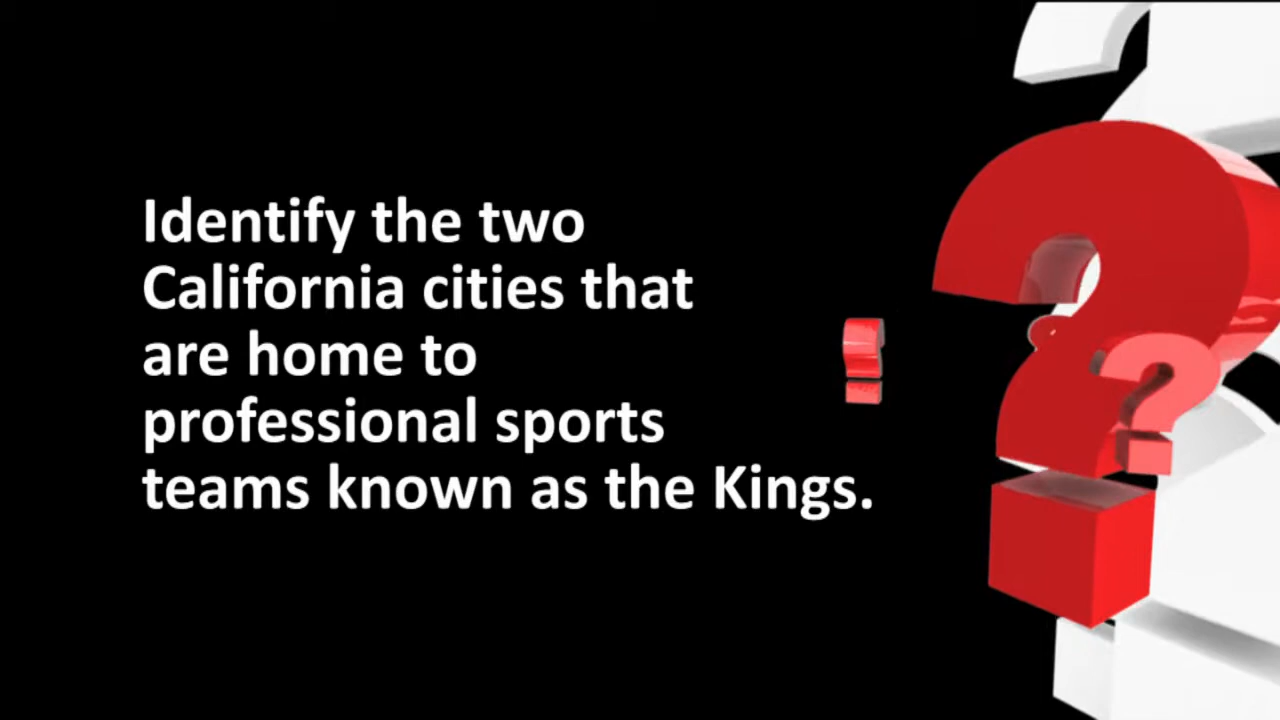 Identify the two
California cities that
are home to
professional sports
teams known as the Kings.